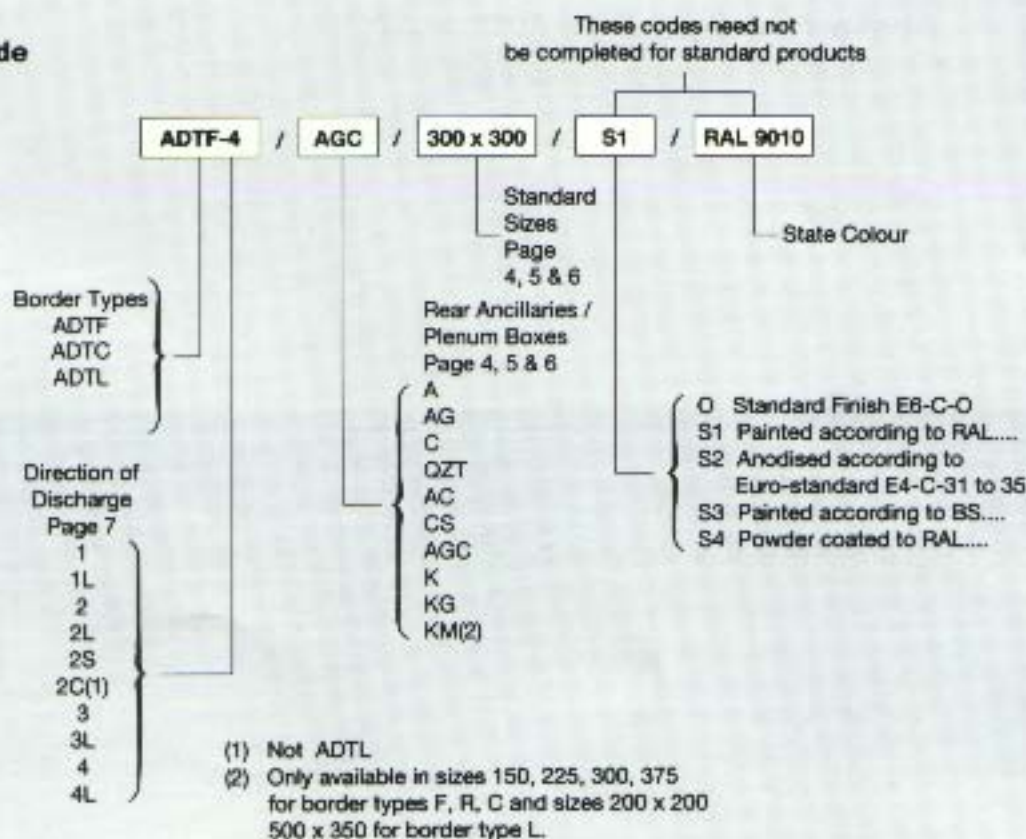 These codes need not
be completed for standard products
ADTF-4 / AGC / 300 x 300 / S1 / RAL 9010
Standard
Sizes
Page
4, 5 & 6
State Colour
Border Types
ADTF
ADTC
ADTL
Rear Ancillaries /
Plenum Boxes
Page 4, 5 & 6
A
AG
C
QZT
AC
CS
AGC
K
KG
KM(2)
O Standard Finish E6-C-O
S1 Painted according to RAL....
S2 Anodised according to
Euro-standard E4-C-31 to 35
S3 Painted according to BS....
S4 Powder coated to RAL....
Direction of
Discharge
Page 7
1
1L
2
2L
2S
2C(1)
3
3L
4
4L
(1) Not ADTL
(2) Only available in sizes 150, 225, 300, 375
for border types F, R, C and sizes 200 x 200
500 x 350 for border type L.